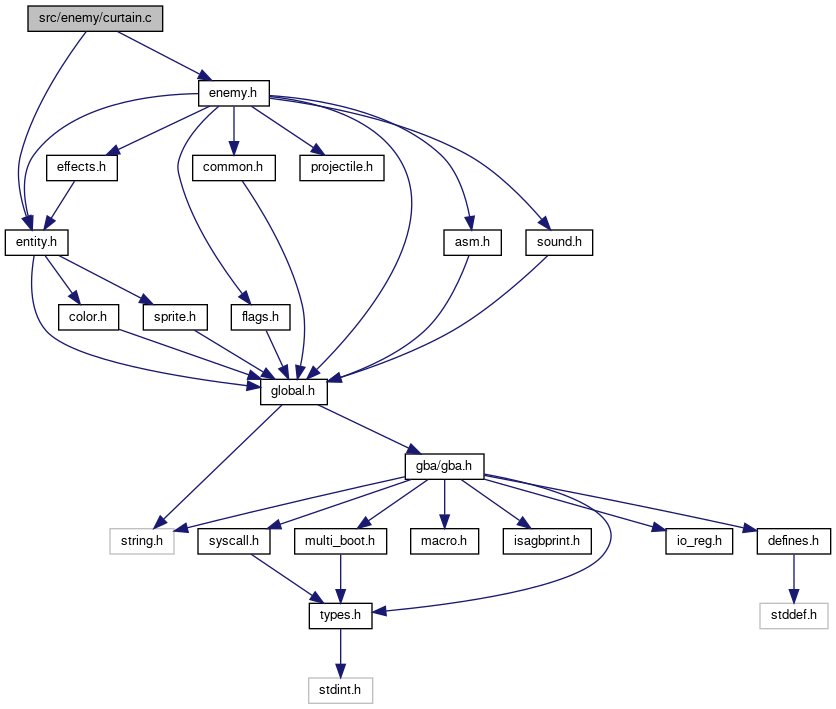 src/enemy/curtain.c
enemy.h
effects.h
common.h
projectile.h
entity.h
asm.h
sound.h
color.h
sprite.h
flags.h
global.h
gba/gba.h
string.h
syscall.h
multi_boot.h
macro.h
isagbprint.h
io_reg.h
defines.h
types.h
stddef.h
stdint.h